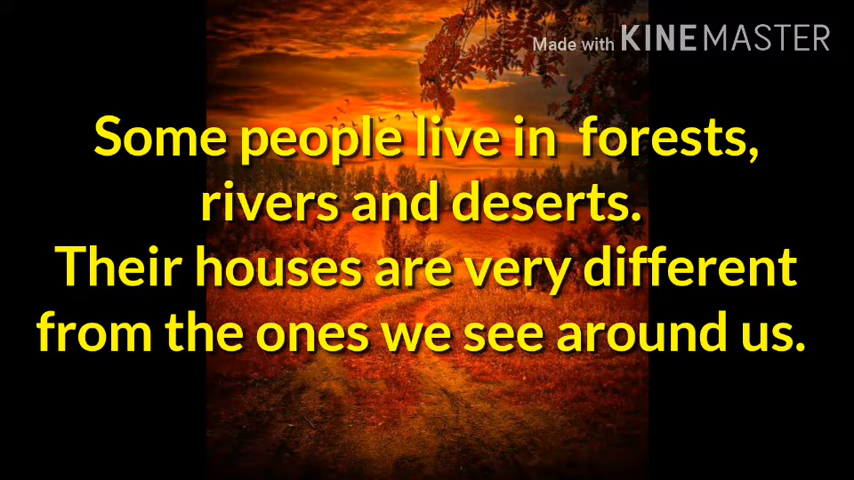 Made with KINEMASTER
Some people live in forests,
rivers and deserts.
Their houses are very different
from the ones we see around us.